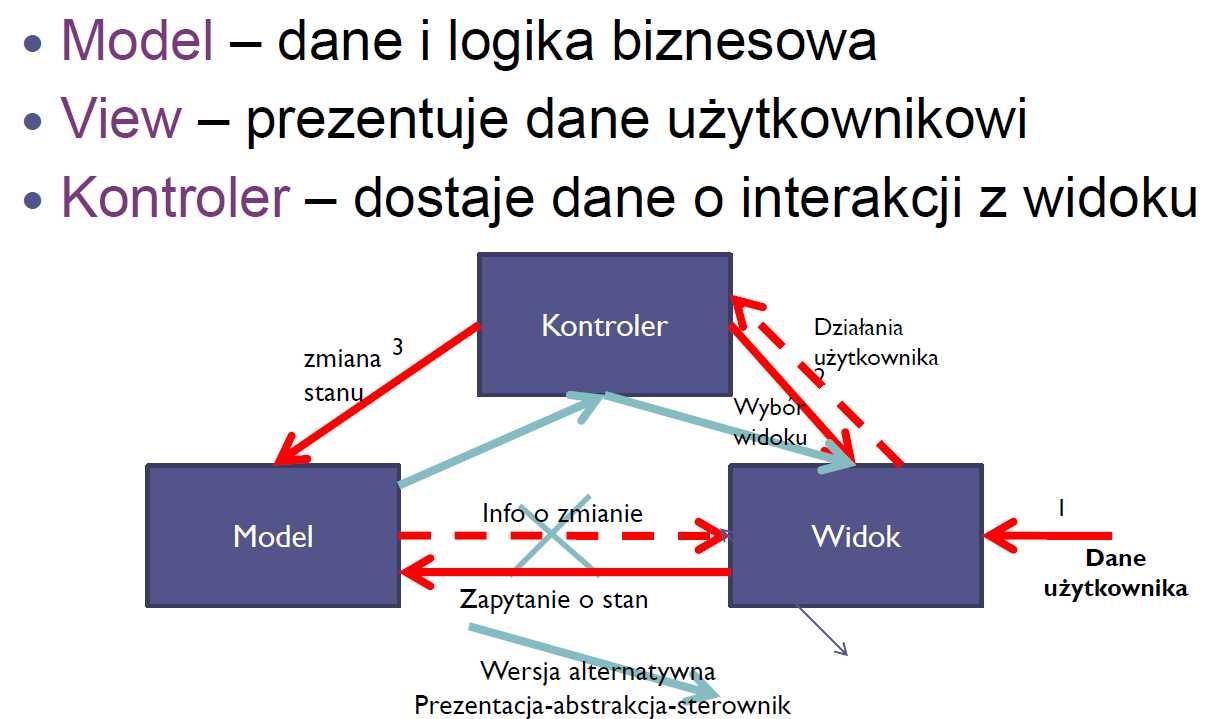 • Model – dane i logika biznesowa
• View – prezentuje dane użytkownikowi
• Kontroler – dostaje dane o interakcji z widoku
Kontroler
Działania
użytkownika
2
zmiana 3
stanu
Wybór
widoku
Model
Info o zmianie
Widok
1
Dane
użytkownika
Zapytanie o stan
Wersja alternatywna
Prezentacja-abstrakcja-sterownik